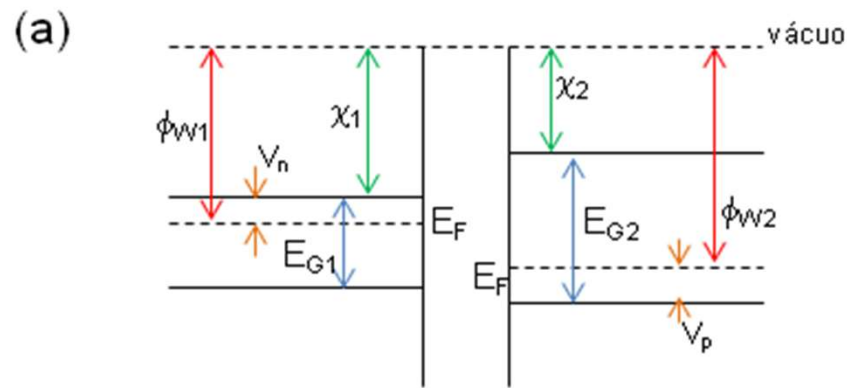 (a)
vácuo
ϕW1
χ1
χ2
Vn
EF
EG1
EG2
ϕW2
EF
Vp